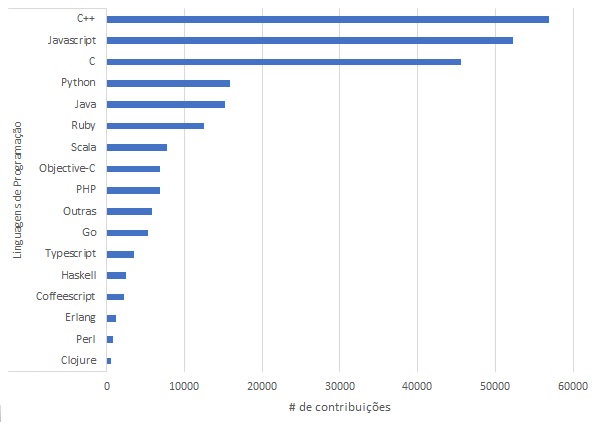 C++
Javascript
C
Python
Java
Ruby
Scala
Objective-C
PHP
Outras
Go
Typescript
Haskell
Coffeescript
Erlang
Perl
Clojure
Linguagens de Programação
0 10000 20000 30000 40000 50000 60000
# de contribuições